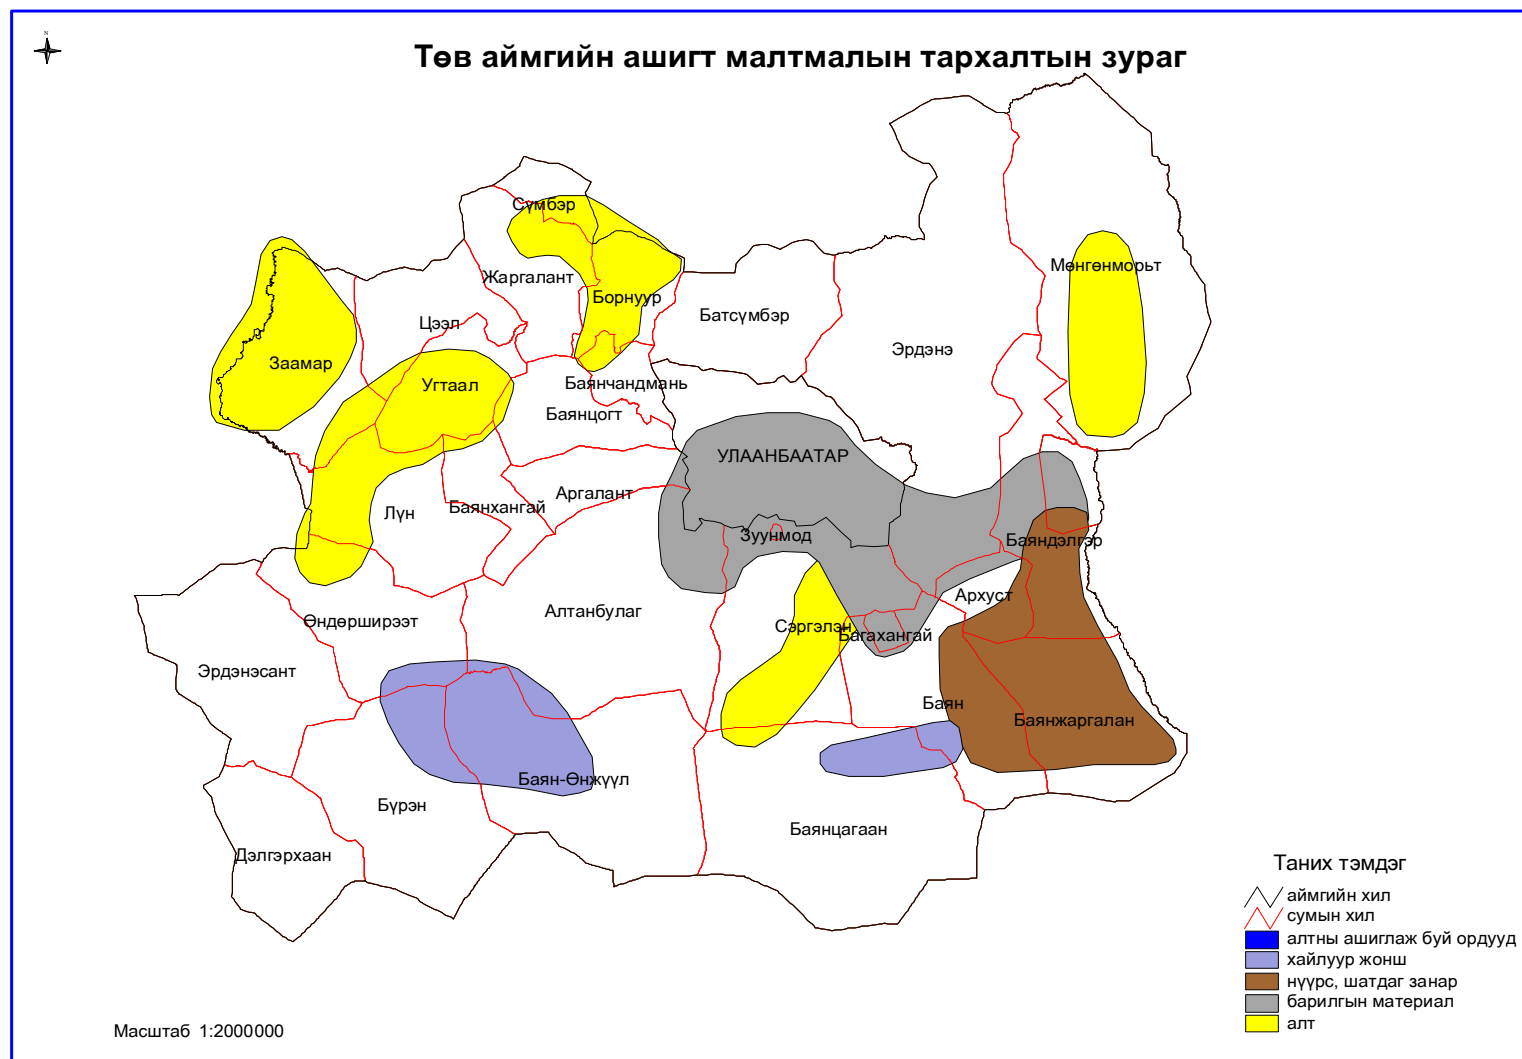 N
Төв аймгийн ашигт малтмалын тархалтын зураг
Сүмбэр
Мөнгөнморьт
Жаргалант
Борнуур
Батсүмбэр
Цээл
Эрдэнэ
Заамар
Угтаал
Баянчандмань
Баянцогт
УЛААНБААТАР
Аргалант
Баянхангай
Лүн
Зуунмод
Баяндэлгэр
Архуст
Алтанбулаг
Өндөрширээт
Сэргэлэн
Багахангай
Эрдэнэсант
Баян
Баянжаргалан
Баян-Өнжүүл
Бүрэн
Баянцагаан
Дэлгэрхаан
Таних тэмдэг
аймгийн хил
сумын хил
алтны ашиглаж буй ордууд
хайлуур жонш
нүүрс, шатдаг занар
барилгын материал
алт
Масштаб 1:2000000